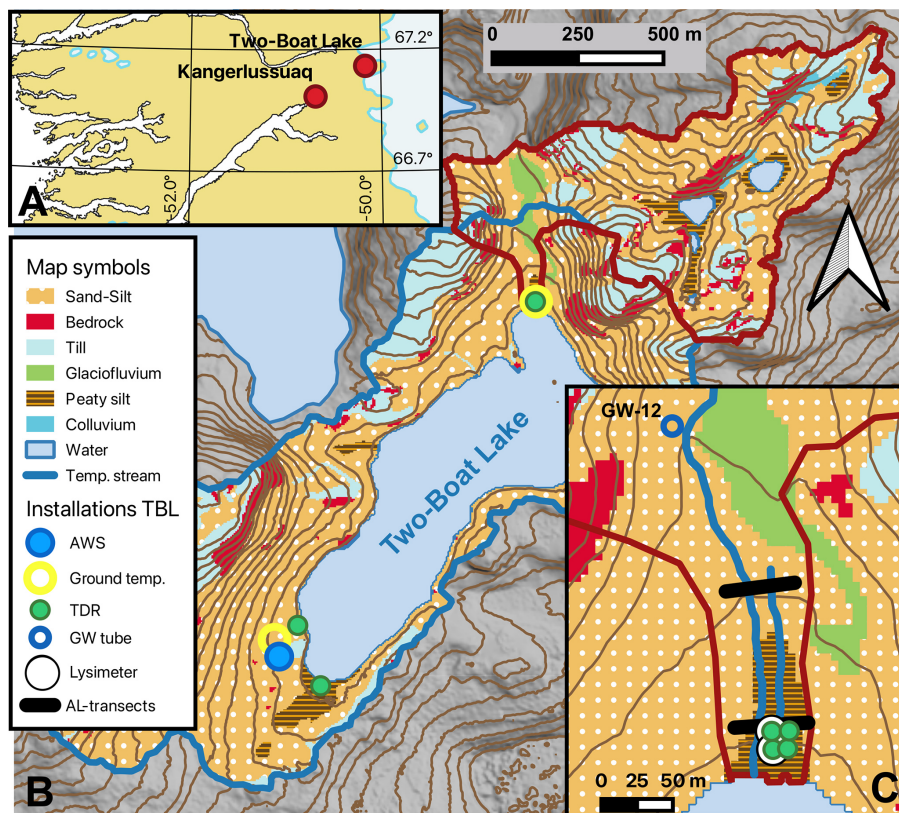 Two-Boat Lake
67.2°
Kangerlussuaq
66.7°
-52.0°
-50.0°
A
0 250 500 m
Map symbols
Sand-Silt
Bedrock
Till
Glaciofluvium
Peaty silt
Colluvium
Water
Temp. stream
Installations TBL
AWS
Ground temp.
TDR
GW tube
Lysimeter
AL-transects
Two-Boat Lake
B
GW-12
0 25 50 m
C